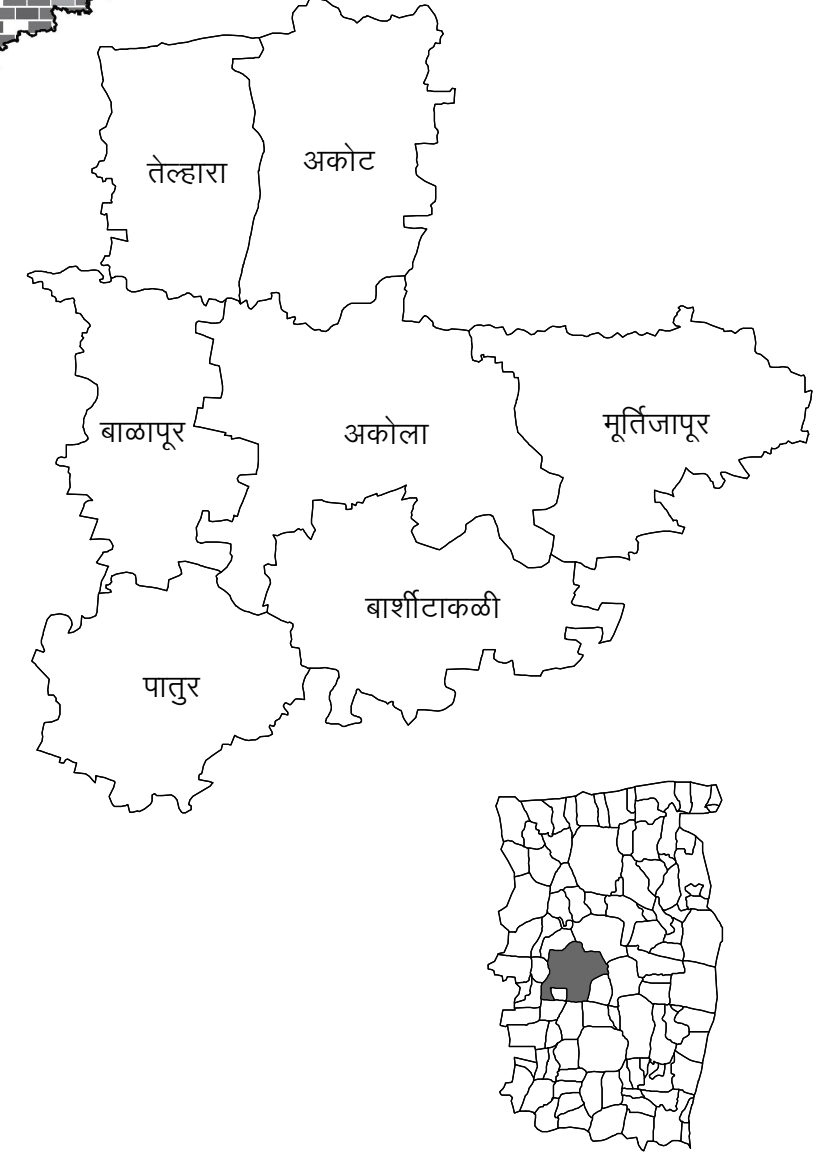 तेल्हारा
अकोट
बाळापूर
अकोला
मूर्तिजापूर
बार्शीटाकळी
पातुर